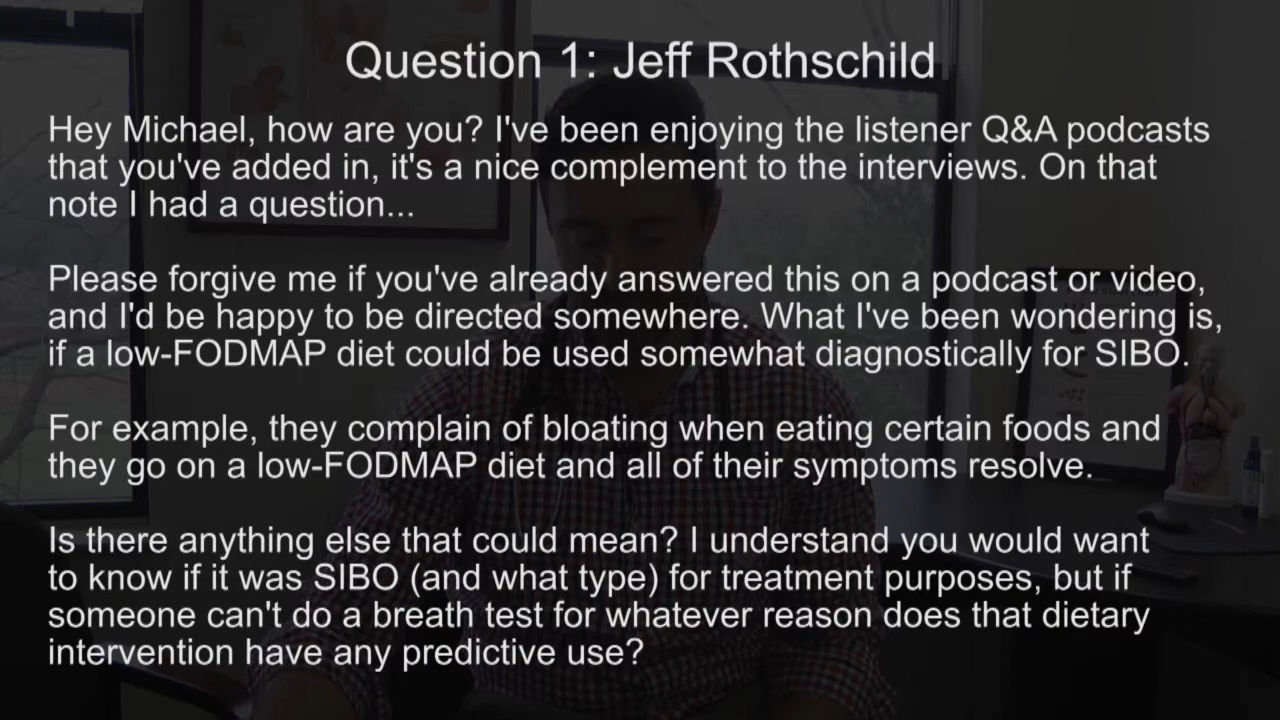 Question 1: Jeff Rothschild
Hey Michael, how are you? I've been enjoying the listener Q&A podcasts
that you've added in, it's a nice complement to the interviews. On that
note I had a question...
Please forgive me if you've already answered this on a podcast or video,
and I'd be happy to be directed somewhere. What I've been wondering is,
if a low-FODMAP diet could be used somewhat diagnostically for SIBO.
For example, they complain of bloating when eating certain foods and
they go on a low-FODMAP diet and all of their symptoms resolve.
Is there anything else that could mean? I understand you would want
to know if it was SIBO (and what type) for treatment purposes, but if
someone can't do a breath test for whatever reason does that dietary
intervention have any predictive use?